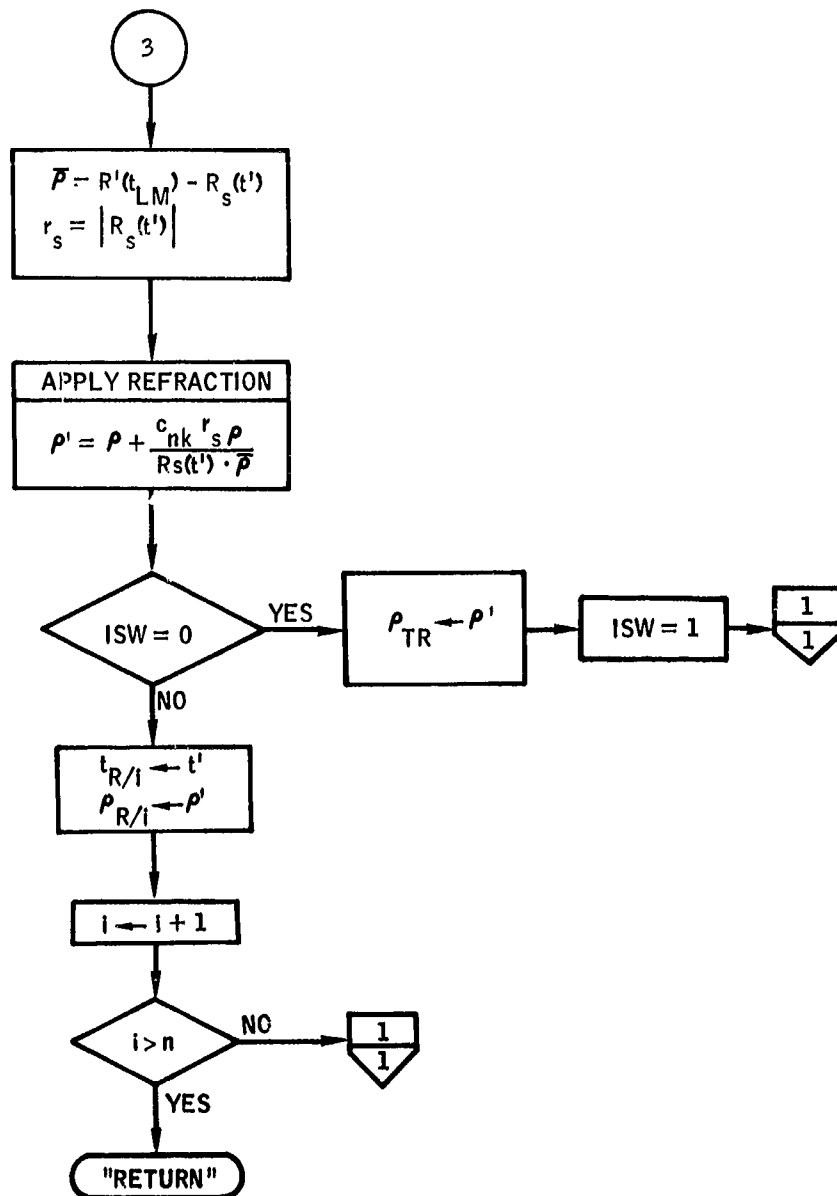 3
ρ̅ = R'(t_LM) - R_s(t')
r_s = |R_s(t')|
APPLY REFRACTION
ρ' = ρ + c_nk r_s ρ / Rs(t') · ρ̅
ISW = 0
YES
ρ_TR ← ρ'
ISW = 1
1
1
NO
t_R/i ← t'
ρ_R/i ← ρ'
i ← i + 1
i > n
NO
1
1
YES
"RETURN"